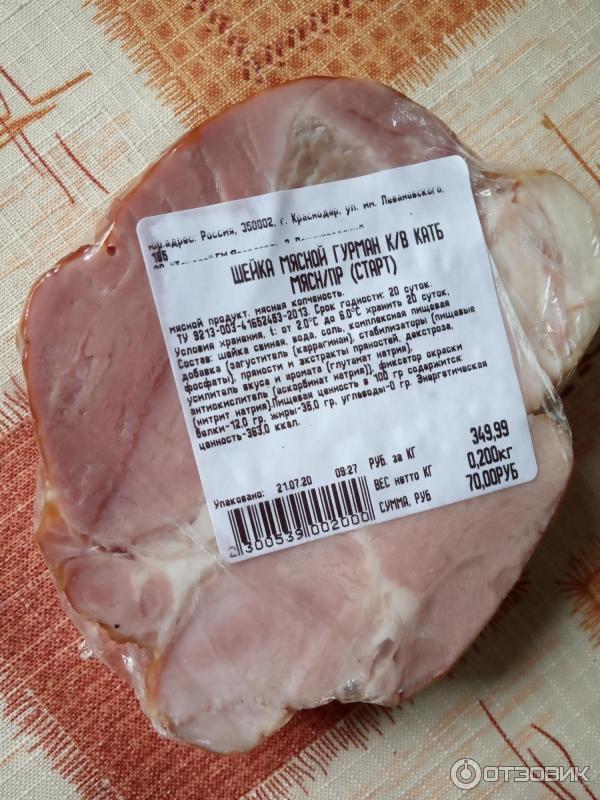 юр.адрес. Россия, 350002, г. Краснодар, ул. им. Леваневского,
185
ШЕЙКА МЯСНОЙ ГУРМАН К/В КАТБ
МЯСН/ПР (СТАРТ)
мясной продукт. мясная копченость.
ТУ 9213-003-41652463-2013. Срок годности: 20 суток.
Условия хранения, t: от 2.0°C до 6.0°C хранить 20 суток,
Состав: шейка свиная, вода, соль, комплексная пищевая
добавка (загуститель (каррагинан), стабилизаторы (пищевые
фосфаты), пряности и экстракты пряностей, декстроза,
усилитель вкуса и аромата (глутамат натрия),
антиокислитель (аскорбинат натрия)), фиксатор окраски
(нитрит натрия).Пищевая ценность в 100 гр содержится:
белки-12,0 гр, жиры-35,0 гр, углеводы-0 гр. Энергетическая
ценность-363,0 ккал.
Упаковано: 21.07.20 09:27 РУБ. за КГ 349,99
ВЕС нетто КГ 0,200кг
СУММА, РУБ 70,00РУБ
2 300539 002000
ОТЗОВИК